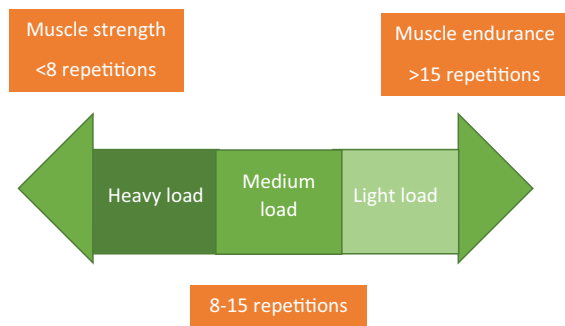 Muscle strength
<8 repetitions
Muscle endurance
>15 repetitions
Heavy load
Medium
load
Light load
8-15 repetitions